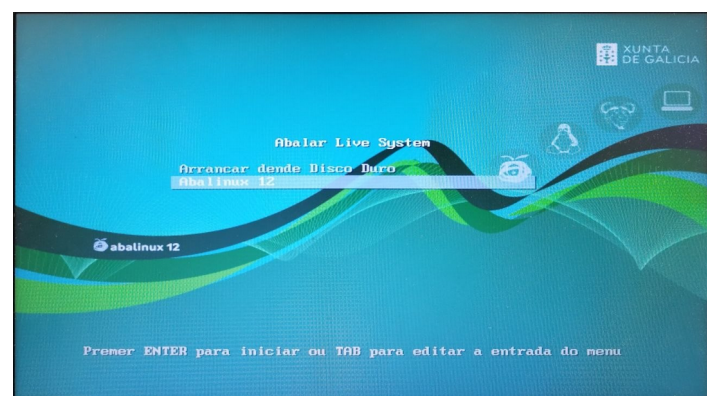 XUNTA
DE GALICIA
Abalar Live System
Arrancar dende Disco Duro
Abalinux 12
abalinux 12
Premer ENTER para iniciar ou TAB para editar a entrada do menu